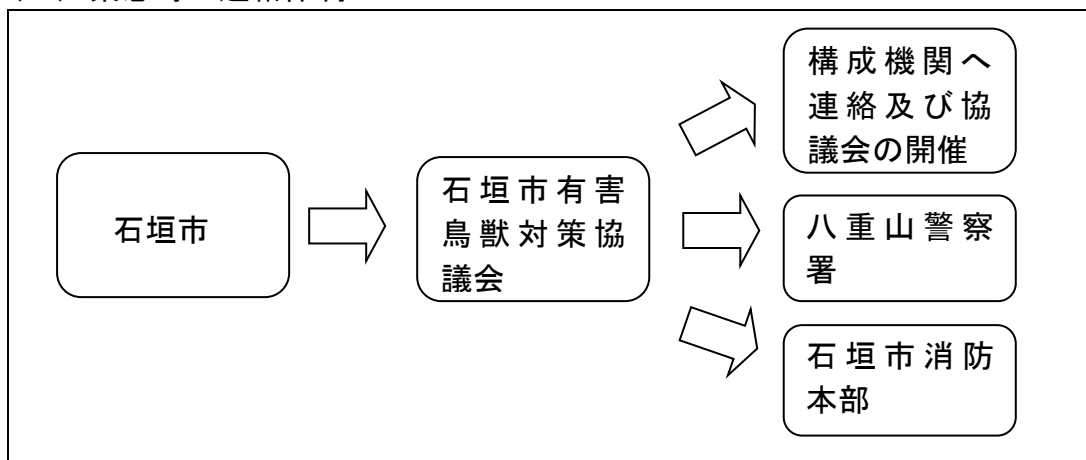 石垣市
石垣市有害
鳥獣対策協
議会
構成機関へ
連絡及び協
議会の開催
八重山警察
署
石垣市消防
本部